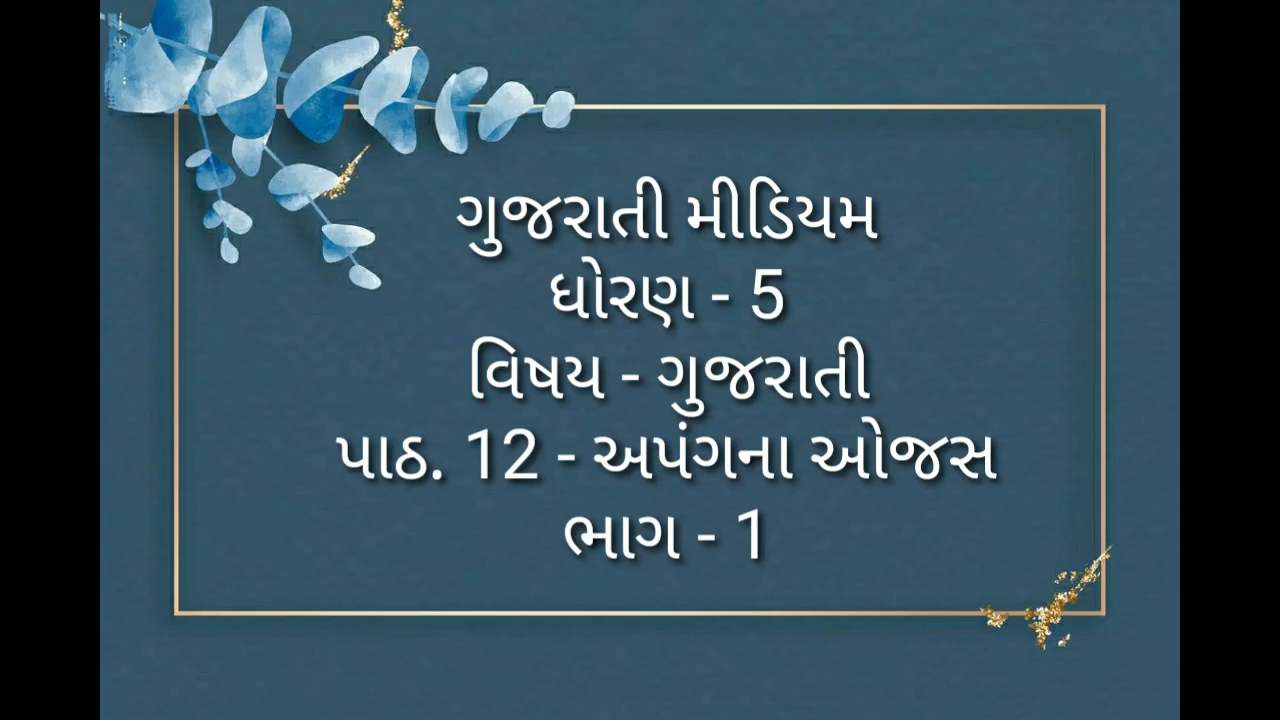 ગુજરાતી મીડિયમ
ધોરણ - 5
વિષય - ગુજરાતી
પાઠ. 12 - અપંગના ઓજસ
ભાગ - 1